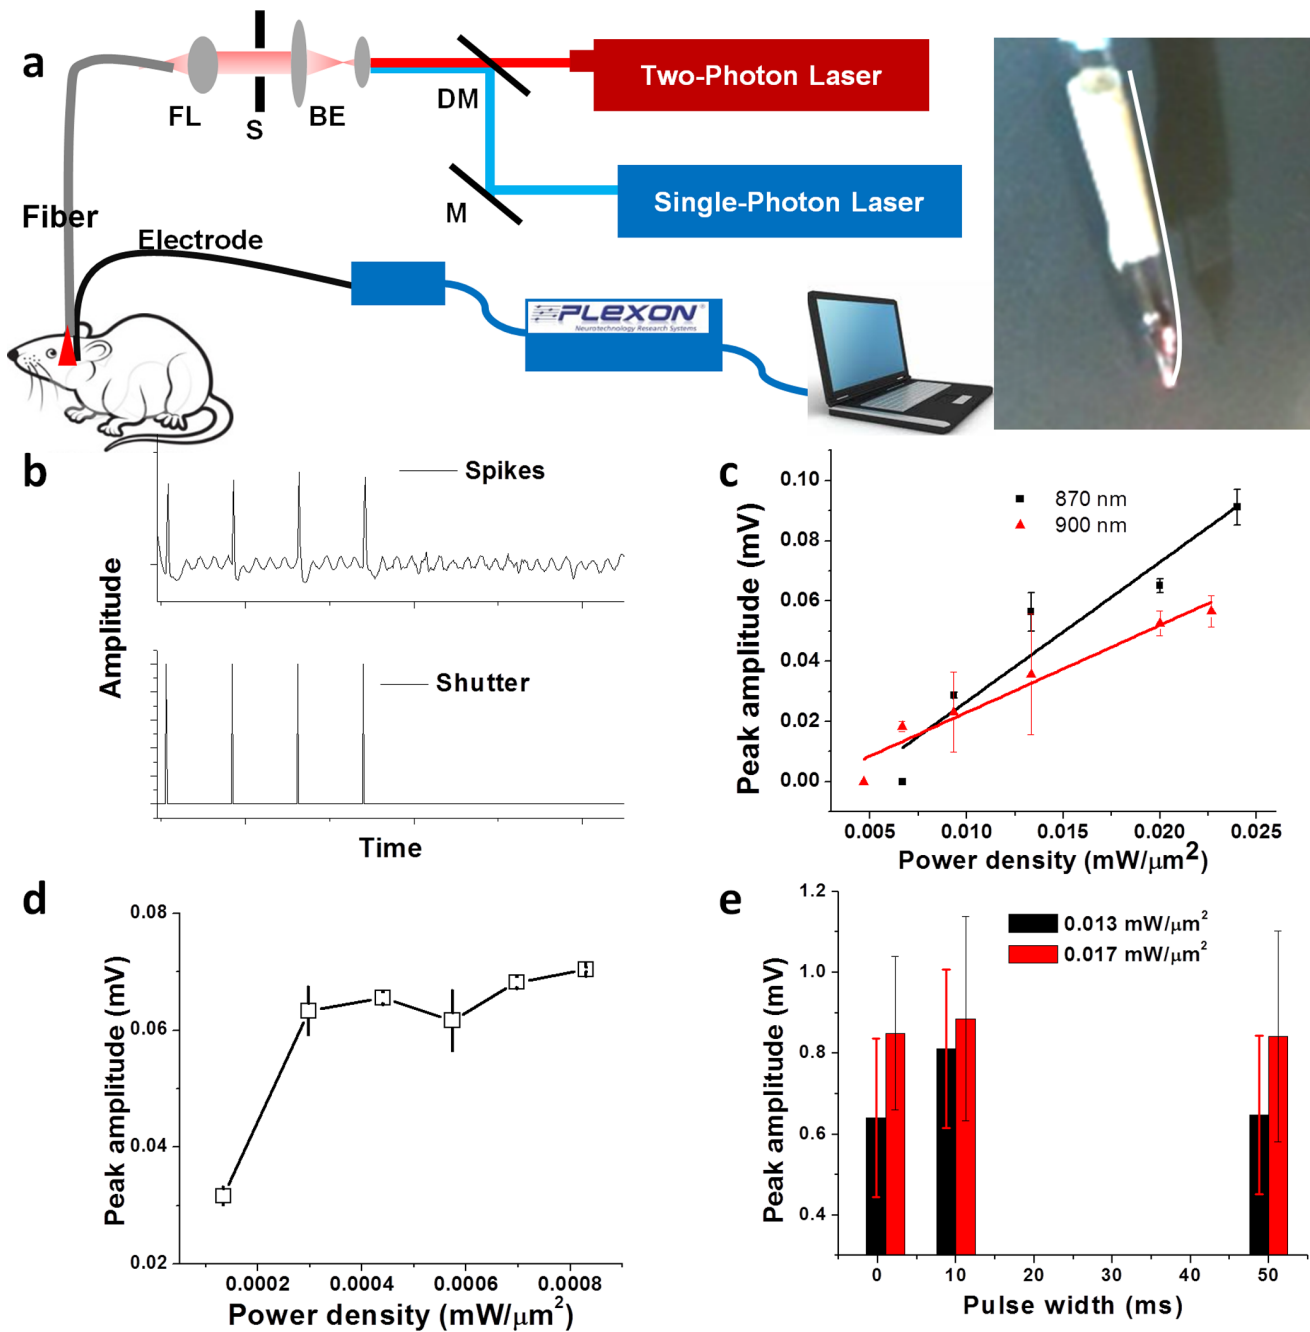 a
FL
S
BE
DM
Two-Photon Laser
M
Single-Photon Laser
Fiber
Electrode
PLEXON®
Neurotechnology Research Systems
b
Spikes
Shutter
Amplitude
Time
c
870 nm
900 nm
0.10
0.08
0.06
0.04
0.02
0.00
Peak amplitude (mV)
0.005 0.010 0.015 0.020 0.025
Power density (mW/μm²)
d
0.08
0.06
0.04
0.02
Peak amplitude (mV)
0.0002 0.0004 0.0006 0.0008
Power density (mW/μm²)
e
0.013 mW/μm²
0.017 mW/μm²
1.2
1.0
0.8
0.6
0.4
Peak amplitude (mV)
0 10 20 30 40 50
Pulse width (ms)